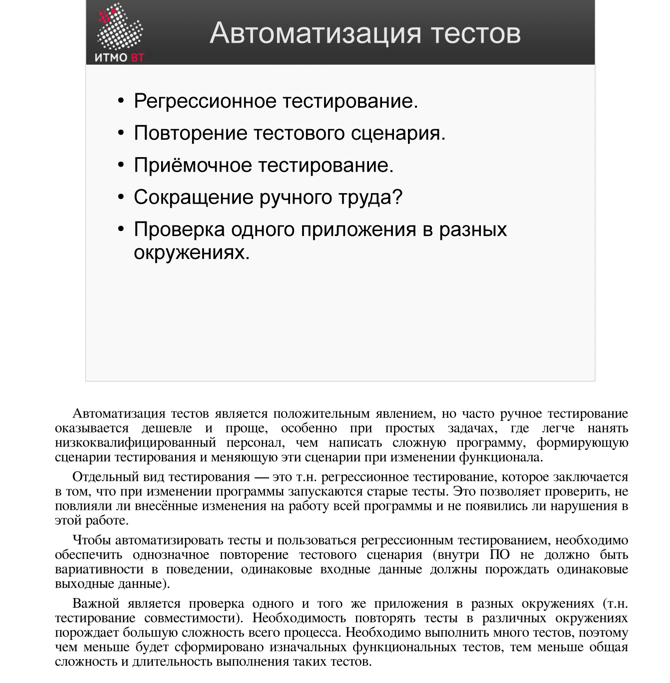 ИТМО ВТ
Автоматизация тестов
• Регрессионное тестирование.
• Повторение тестового сценария.
• Приёмочное тестирование.
• Сокращение ручного труда?
• Проверка одного приложения в разных
окружениях.
Автоматизация тестов является положительным явлением, но часто ручное тестирование
оказывается дешевле и проще, особенно при простых задачах, где легче нанять
низкоквалифицированный персонал, чем написать сложную программу, формирующую
сценарии тестирования и меняющую эти сценарии при изменении функционала.
Отдельный вид тестирования — это т.н. регрессионное тестирование, которое заключается
в том, что при изменении программы запускаются старые тесты. Это позволяет проверить, не
повлияли ли внесённые изменения на работу всей программы и не появились ли нарушения в
этой работе.
Чтобы автоматизировать тесты и пользоваться регрессионным тестированием, необходимо
обеспечить однозначное повторение тестового сценария (внутри ПО не должно быть
вариативности в поведении, одинаковые входные данные должны порождать одинаковые
выходные данные).
Важной является проверка одного и того же приложения в разных окружениях (т.н.
тестирование совместимости). Необходимость повторять тесты в различных окружениях
порождает большую сложность всего процесса. Необходимо выполнить много тестов, поэтому
чем меньше будет сформировано изначальных функциональных тестов, тем меньше общая
сложность и длительность выполнения таких тестов.